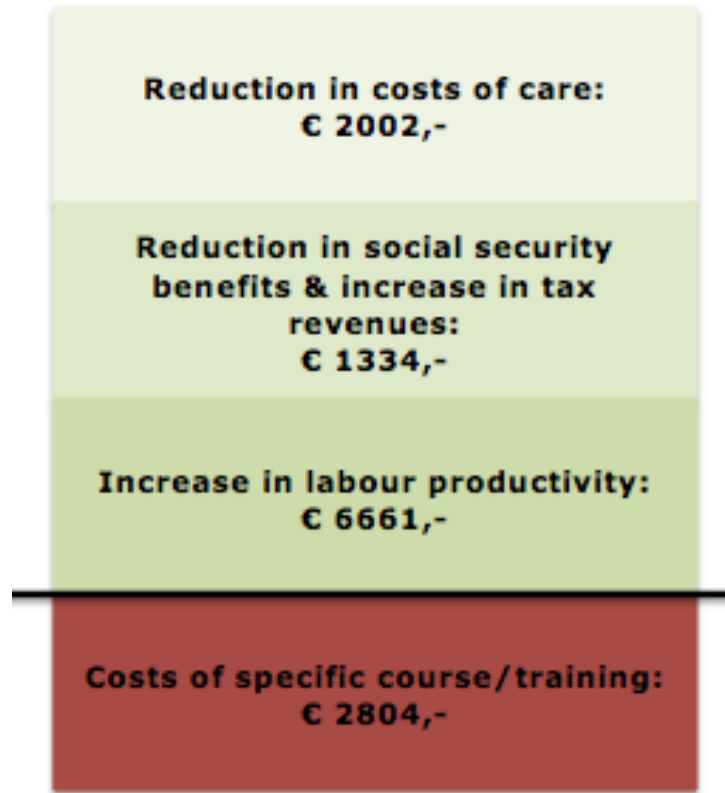 Reduction in costs of care:
€ 2002,-
Reduction in social security
benefits & increase in tax
revenues:
€ 1334,-
Increase in labour productivity:
€ 6661,-
Costs of specific course/training:
€ 2804,-